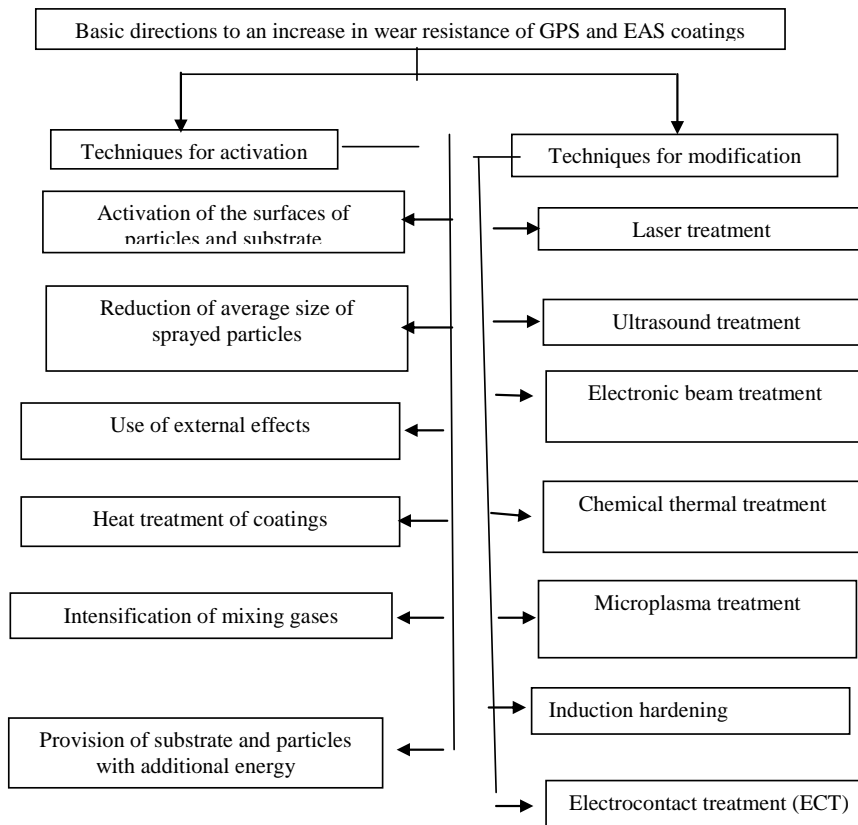 Basic directions to an increase in wear resistance of GPS and EAS coatings
Techniques for activation
Activation of the surfaces of
particles and substrate
Reduction of average size of
sprayed particles
Use of external effects
Heat treatment of coatings
Intensification of mixing gases
Provision of substrate and particles
with additional energy
Techniques for modification
Laser treatment
Ultrasound treatment
Electronic beam treatment
Chemical thermal treatment
Microplasma treatment
Induction hardening
Electrocontact treatment (ECT)